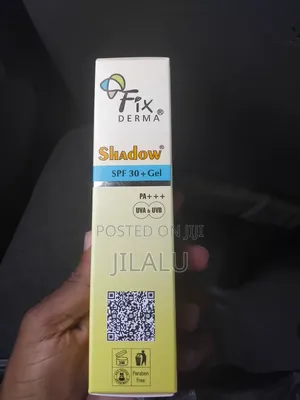 Fix
DERMA®
Shadow®
SPF 30+Gel
PA+++
UVA & UVB
POSTED ON JIJI
JILALU
Paraben
Free